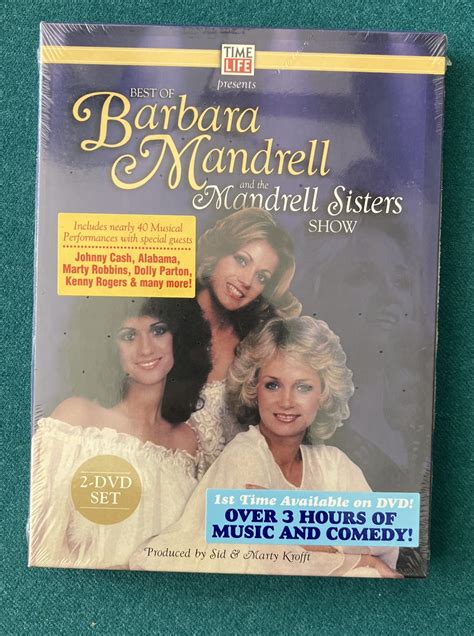 TIME
LIFE
presents
BEST OF
Barbara
Mandrell
and the
Mandrell Sisters
SHOW
Includes nearly 40 Musical
Performances with special guests
Johnny Cash, Alabama,
Marty Robbins, Dolly Parton,
Kenny Rogers & many more!
2-DVD
SET
1st Time Available on DVD!
OVER 3 HOURS OF
MUSIC AND COMEDY!
Produced by Sid & Marty Krofft